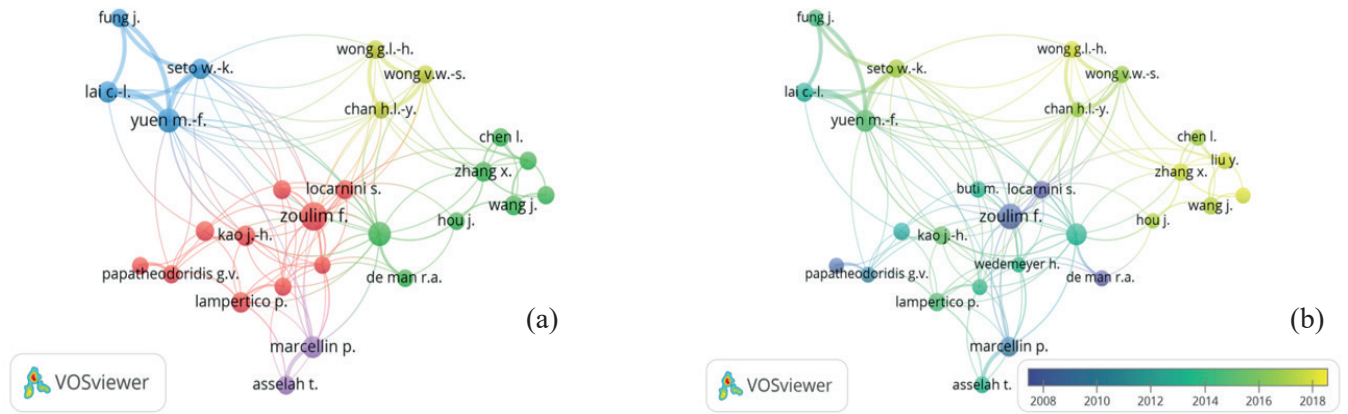 fung j.
seto w.-k.
lai c.-l.
yuen m.-f.
wong g.l.-h.
wong v.w.-s.
chan h.l.-y.
chen l.
zhang x.
wang j.
locarnini s.
zoulim f.
hou j.
kao j.-h.
papatheodoridis g.v.
de man r.a.
lampertico p.
marcellin p.
asselah t.
(a)
VOSviewer
fung j.
seto w.-k.
lai c.-l.
yuen m.-f.
wong g.l.-h.
wong v.w.-s.
chan h.l.-y.
chen l.
liu y.
zhang x.
wang j.
buti m.
locarnini s.
zoulim f.
hou j.
kao j.-h.
wedemeyer h.
papatheodoridis g.v.
de man r.a.
lampertico p.
marcellin p.
asselah t.
(b)
VOSviewer
2008 2010 2012 2014 2016 2018